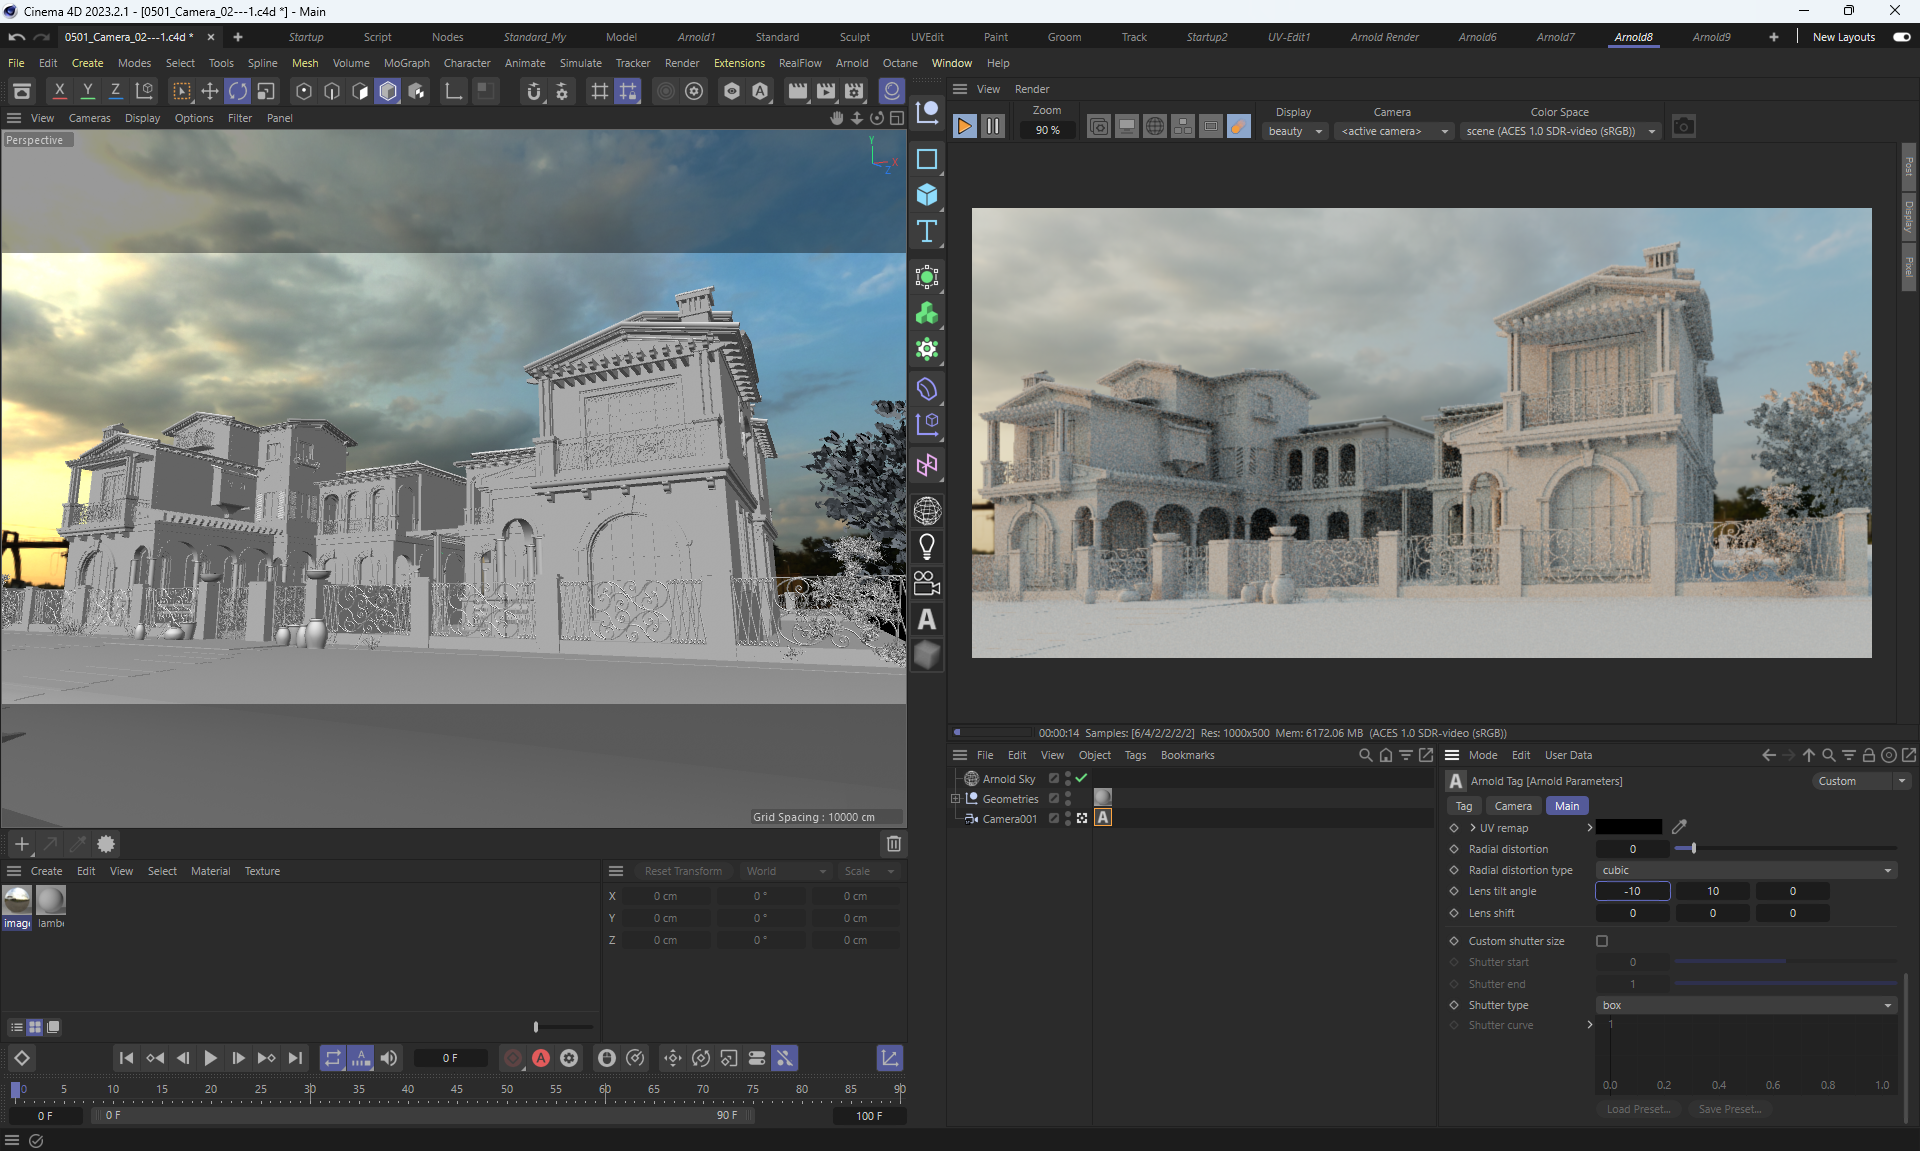 Cinema 4D 2023.2.1 - [0501_Camera_02---1.c4d *] - Main
0501_Camera_02---1.c4d * Startup Script Nodes Standard_My Model Arnold1 Standard Sculpt UVEdit Paint Groom Track Startup2 UV-Edit1 Arnold Render Arnold6 Arnold7 Arnold8 Arnold9 New Layouts
File Edit Create Modes Select Tools Spline Mesh Volume MoGraph Character Animate Simulate Tracker Render Extensions RealFlow Arnold Octane Window Help
X Y Z
View Render
View Cameras Display Options Filter Panel
Zoom Display Camera Color Space
90 % beauty <active camera> scene (ACES 1.0 SDR-video (sRGB))
Perspective
Y
X
Z
Post
Display
Pixel
Grid Spacing : 10000 cm
00:00:14 Samples: [6/4/2/2/2/2] Res: 1000x500 Mem: 6172.06 MB (ACES 1.0 SDR-video (sRGB))
File Edit View Object Tags Bookmarks
Arnold Sky
Geometries
Camera001
Mode Edit User Data
Arnold Tag [Arnold Parameters] Custom
Tag Camera Main
UV remap
Radial distortion 0
Radial distortion type cubic
Lens tilt angle -10 10 0
Lens shift 0 0 0
Custom shutter size
Shutter start 0
Shutter end 1
Shutter type box
Shutter curve 1
0.0 0.2 0.4 0.6 0.8 1.0
Load Preset... Save Preset...
Create Edit View Select Material Texture
imag lambe
Reset Transform World Scale
X 0 cm 0 ° 0 cm
Y 0 cm 0 ° 0 cm
Z 0 cm 0 ° 0 cm
0 F
0 5 10 15 20 25 30 35 40 45 50 55 60 65 70 75 80 85 90
0 F 0 F 90 F 100 F